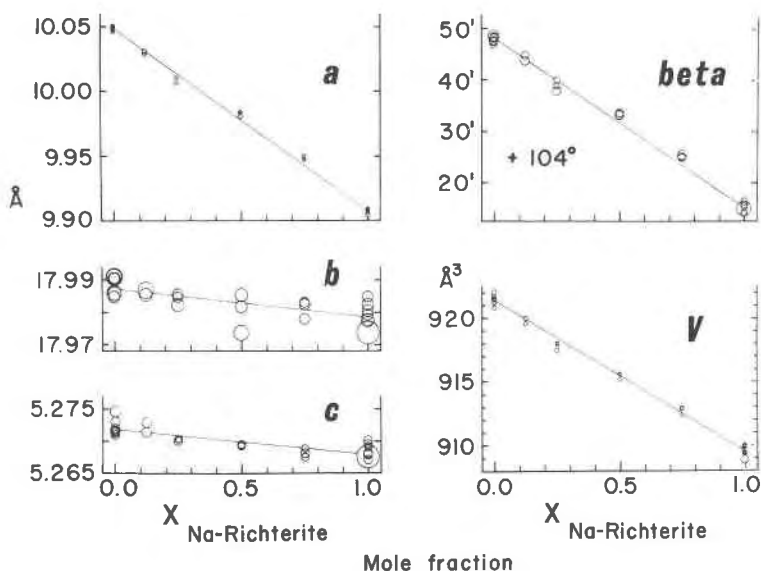 10.05
10.00
9.95
9.90
Å
a
17.99
17.97
b
5.275
5.265
c
0.0 0.5 1.0
X Na-Richterite
50'
40'
30'
20'
beta
+ 104°
Å³
920
915
910
V
0.0 0.5 1.0
X Na-Richterite
Mole fraction